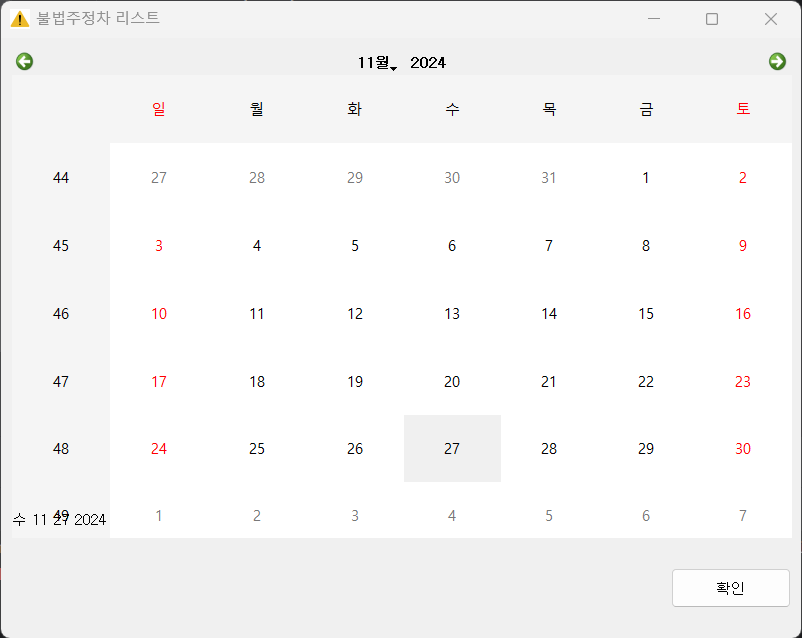 불법주정차 리스트
11월 2024
일 월 화 수 목 금 토
44 27 28 29 30 31 1 2
45 3 4 5 6 7 8 9
46 10 11 12 13 14 15 16
47 17 18 19 20 21 22 23
48 24 25 26 27 28 29 30
49 1 2 3 4 5 6 7
수 11 27 2024
확인